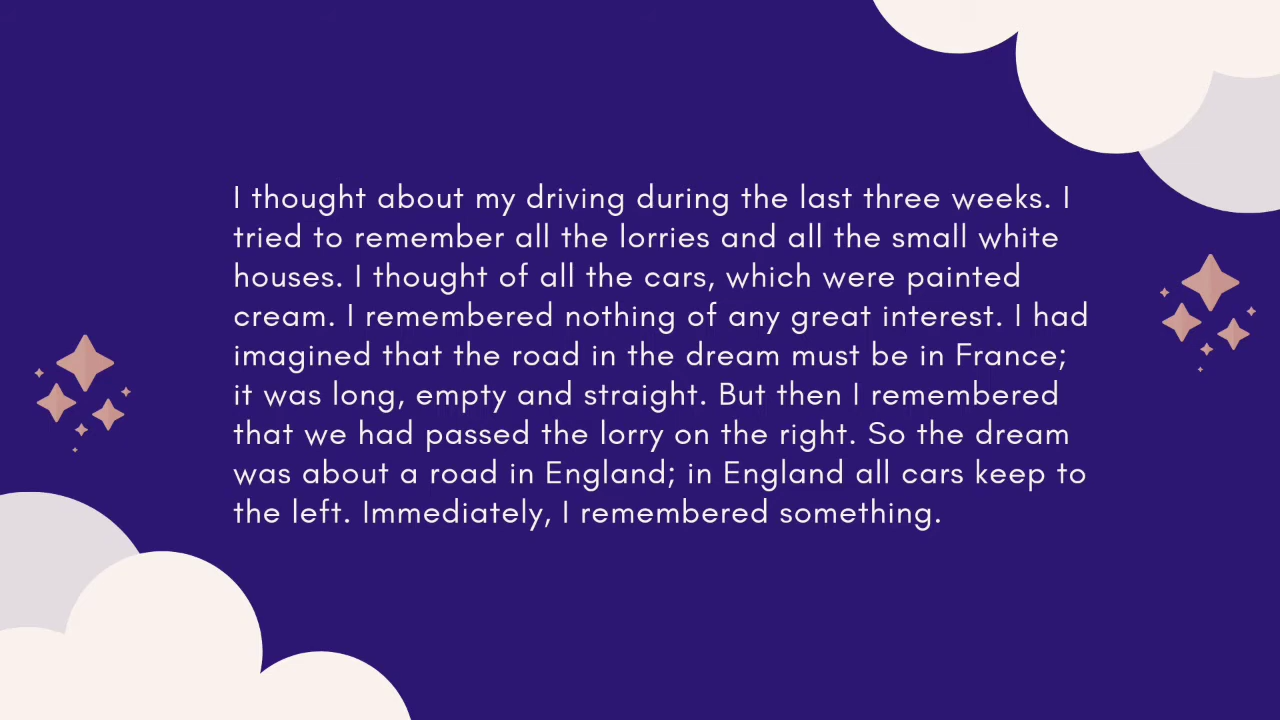 I thought about my driving during the last three weeks. I
tried to remember all the lorries and all the small white
houses. I thought of all the cars, which were painted
cream. I remembered nothing of any great interest. I had
imagined that the road in the dream must be in France;
it was long, empty and straight. But then I remembered
that we had passed the lorry on the right. So the dream
was about a road in England; in England all cars keep to
the left. Immediately, I remembered something.